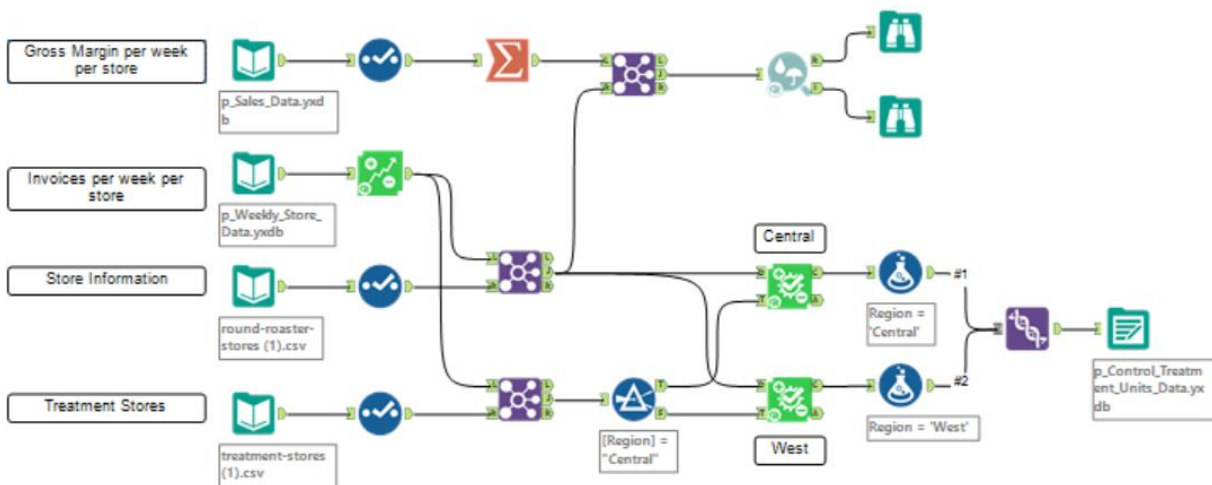 Gross Margin per week
per store
p_Sales_Data.yxd
b
Invoices per week per
store
p_Weekly_Store_
Data.yxdb
Store Information
round-roaster-
stores (1).csv
Treatment Stores
treatment-stores
(1).csv
[Region] =
"Central"
Central
West
Region =
'Central'
Region = 'West'
#1
#2
p_Control_Treatm
ent_Units_Data.yx
db